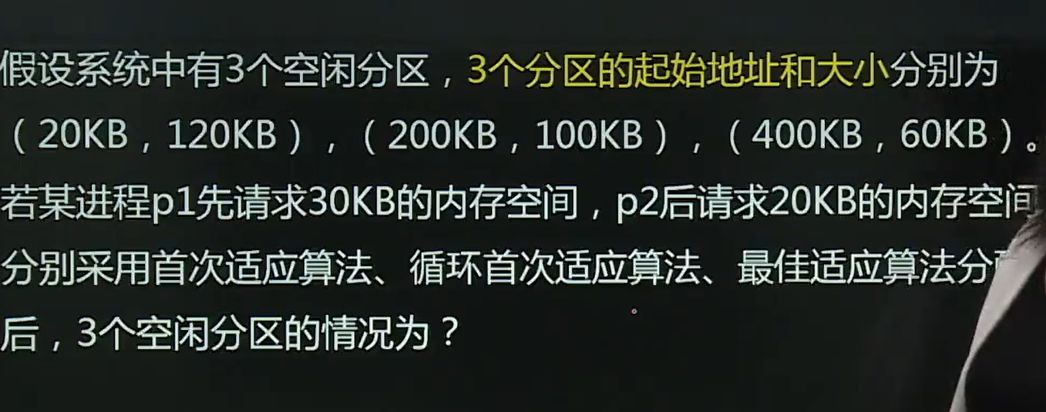 假设系统中有3个空闲分区，3个分区的起始地址和大小分别为
（20KB，120KB），（200KB，100KB），（400KB，60KB）。
若某进程p1先请求30KB的内存空间，p2后请求20KB的内存空间
分别采用首次适应算法、循环首次适应算法、最佳适应算法分
后，3个空闲分区的情况为？